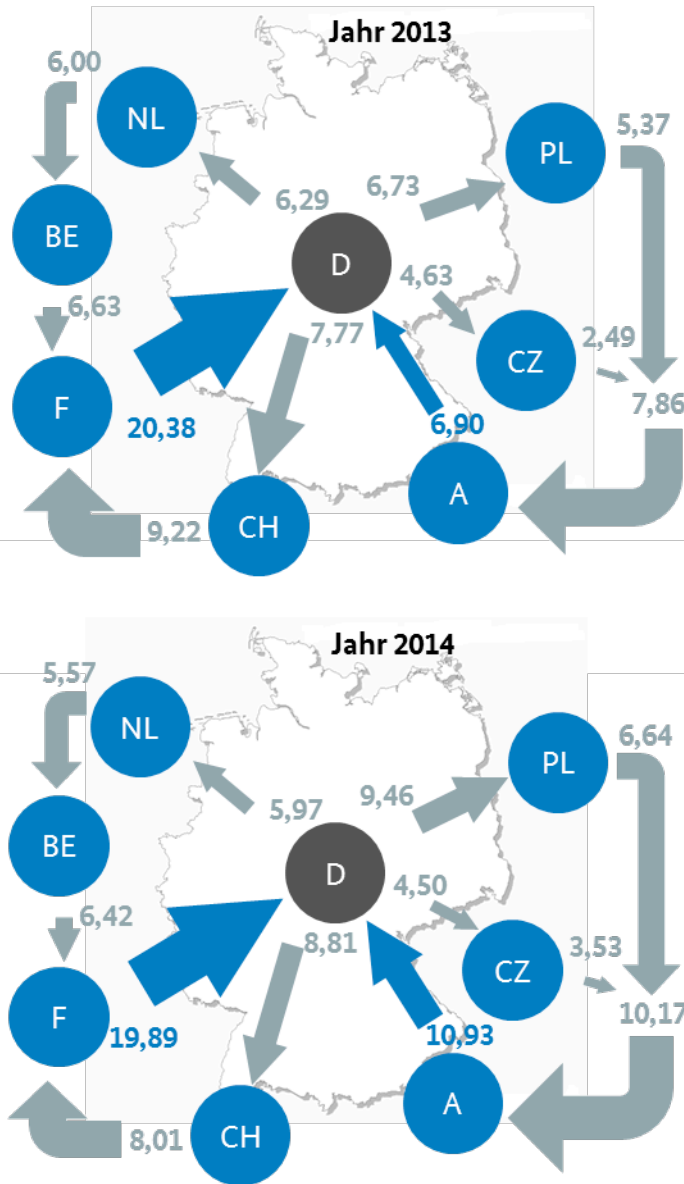 Jahr 2013
6,00
NL
5,37
PL
6,73
6,29
BE
D
4,63
6,63
7,77
2,49
CZ
F
7,86
20,38
6,90
A
9,22
CH
Jahr 2014
5,57
NL
6,64
PL
9,46
5,97
BE
D
4,50
6,42
8,81
3,53
CZ
F
10,17
19,89
10,93
A
8,01
CH